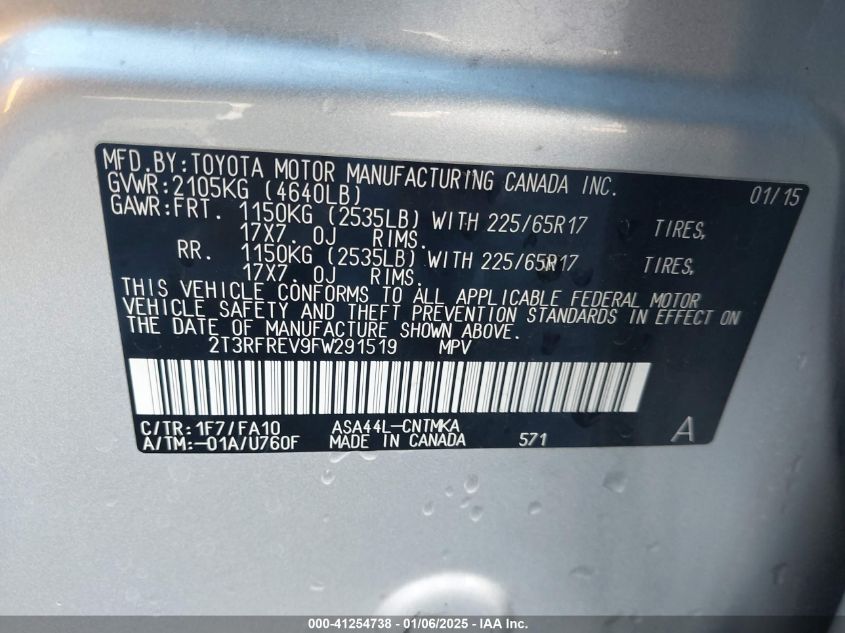 MFD.BY:TOYOTA MOTOR MANUFACTURING CANADA INC. 01/15
GVWR:2105KG (4640LB)
GAWR:FRT. 1150KG (2535LB) WITH 225/65R17 TIRES,
17X7.0J RIMS.
RR. 1150KG (2535LB) WITH 225/65R17 TIRES,
17X7.0J RIMS.
THIS VEHICLE CONFORMS TO ALL APPLICABLE FEDERAL MOTOR
VEHICLE SAFETY AND THEFT PREVENTION STANDARDS IN EFFECT ON
THE DATE OF MANUFACTURE SHOWN ABOVE.
2T3RFREV9FW291519 MPV
C/TR:1F7/FA10 ASA44L-CNTMKA
A/TM:-01A/U760F MADE IN CANADA 571 A
000-41254738 — 01/06/2025 — IAA Inc.